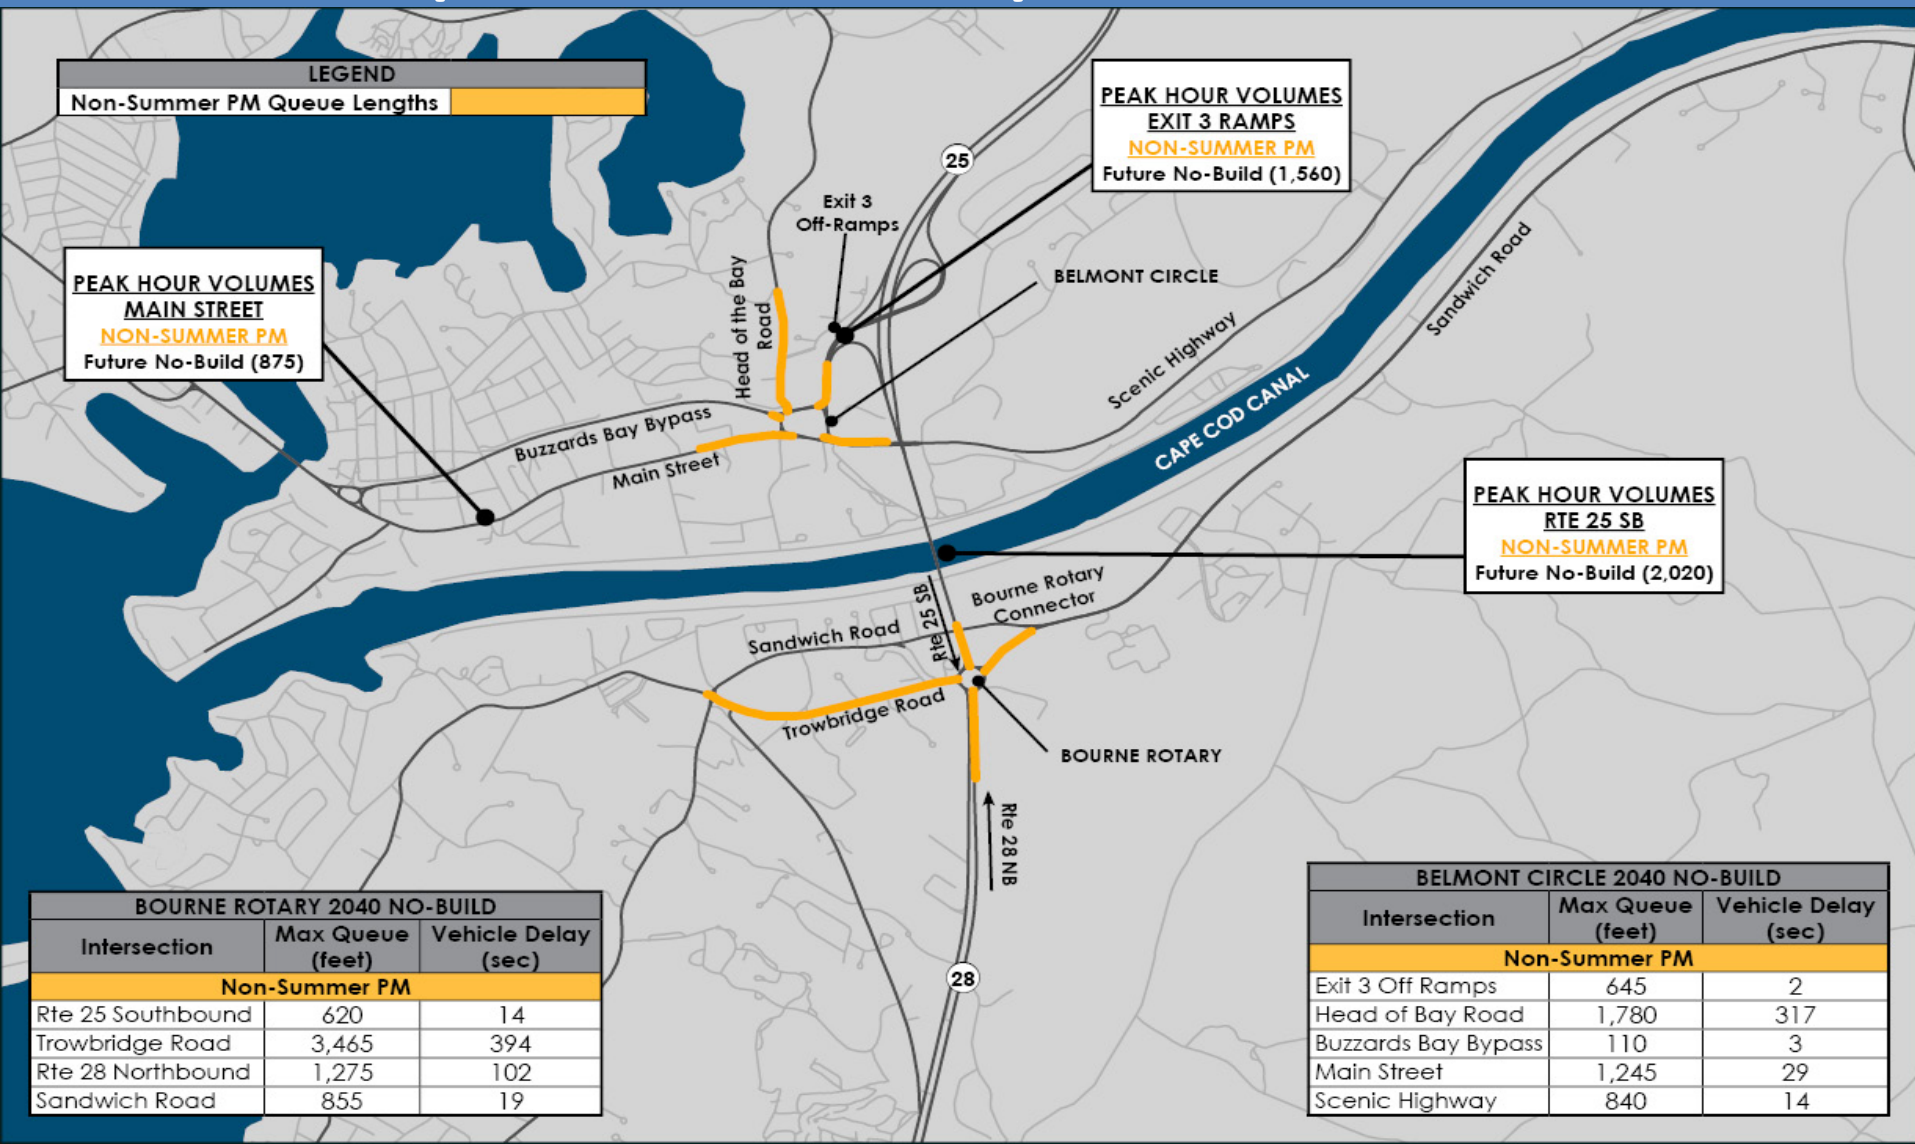 LEGEND
Non-Summer PM Queue Lengths
PEAK HOUR VOLUMES
EXIT 3 RAMPS
NON-SUMMER PM
Future No-Build (1,560)
25
Exit 3
Off-Ramps
PEAK HOUR VOLUMES
MAIN STREET
NON-SUMMER PM
Future No-Build (875)
Head of the Bay
Road
BELMONT CIRCLE
Scenic Highway
Sandwich Road
CAPE COD CANAL
Buzzards Bay Bypass
Main Street
PEAK HOUR VOLUMES
RTE 25 SB
NON-SUMMER PM
Future No-Build (2,020)
Rte 25 SB
Bourne Rotary
Connector
Sandwich Road
Trowbridge Road
BOURNE ROTARY
Rte 28 NB
28
BOURNE ROTARY 2040 NO-BUILD
Intersection Max Queue (feet) Vehicle Delay (sec)
Non-Summer PM
Rte 25 Southbound 620 14
Trowbridge Road 3,465 394
Rte 28 Northbound 1,275 102
Sandwich Road 855 19
BELMONT CIRCLE 2040 NO-BUILD
Intersection Max Queue (feet) Vehicle Delay (sec)
Non-Summer PM
Exit 3 Off Ramps 645 2
Head of Bay Road 1,780 317
Buzzards Bay Bypass 110 3
Main Street 1,245 29
Scenic Highway 840 14